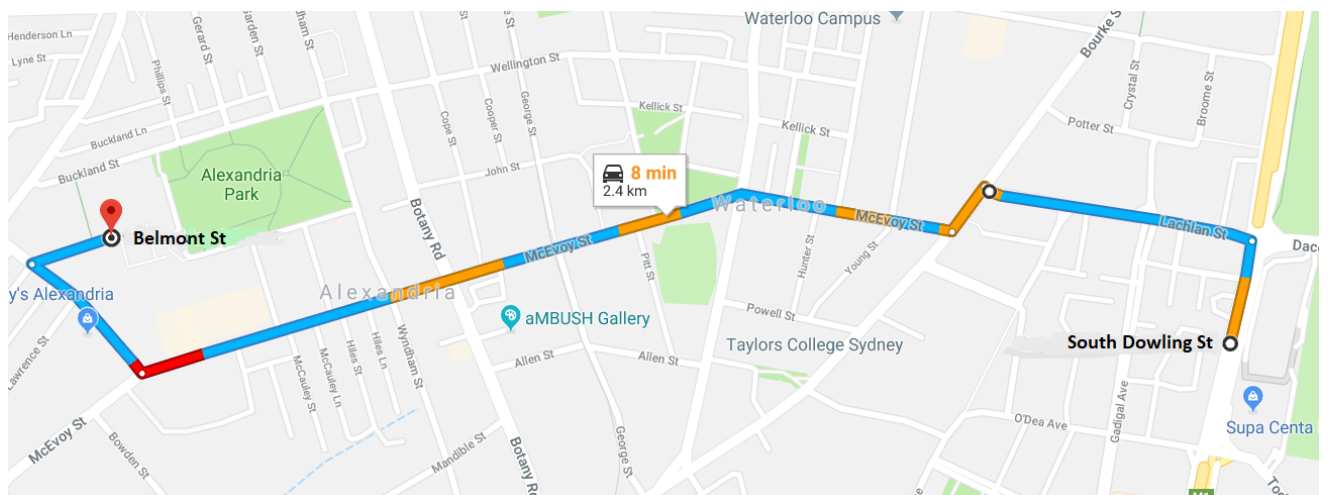 Waterloo Campus
Henderson Ln
Lyne St
Gerard St
Garden St
ngham St
George St
Bourke S
Phillips St
Wellington St
Crystal St
Broome St
Buckland Ln
Buckland St
Alexandria
Park
Cope St
Cooper St
George St
Kellick St
Kellick St
Potter St
John St
8 min
2.4 km
Botany Rd
Waterloo
McEvoy St
Lachlan St
Belmont St
McEvoy St
Pitt St
Hunter St
Young St
Dac
y's Alexandria
Alexandria
aMBUSH Gallery
Powell St
Taylors College Sydney
South Dowling St
Lawrence St
McCauley St
McCauley Ln
Hiles St
Hiles Ln
Wyndham St
Allen St
Allen St
McEvoy St
Bowden St
Mandible St
Botany Rd
George St
O'Dea Ave
Gadigal Ave
Supa Centa
M1
Tod